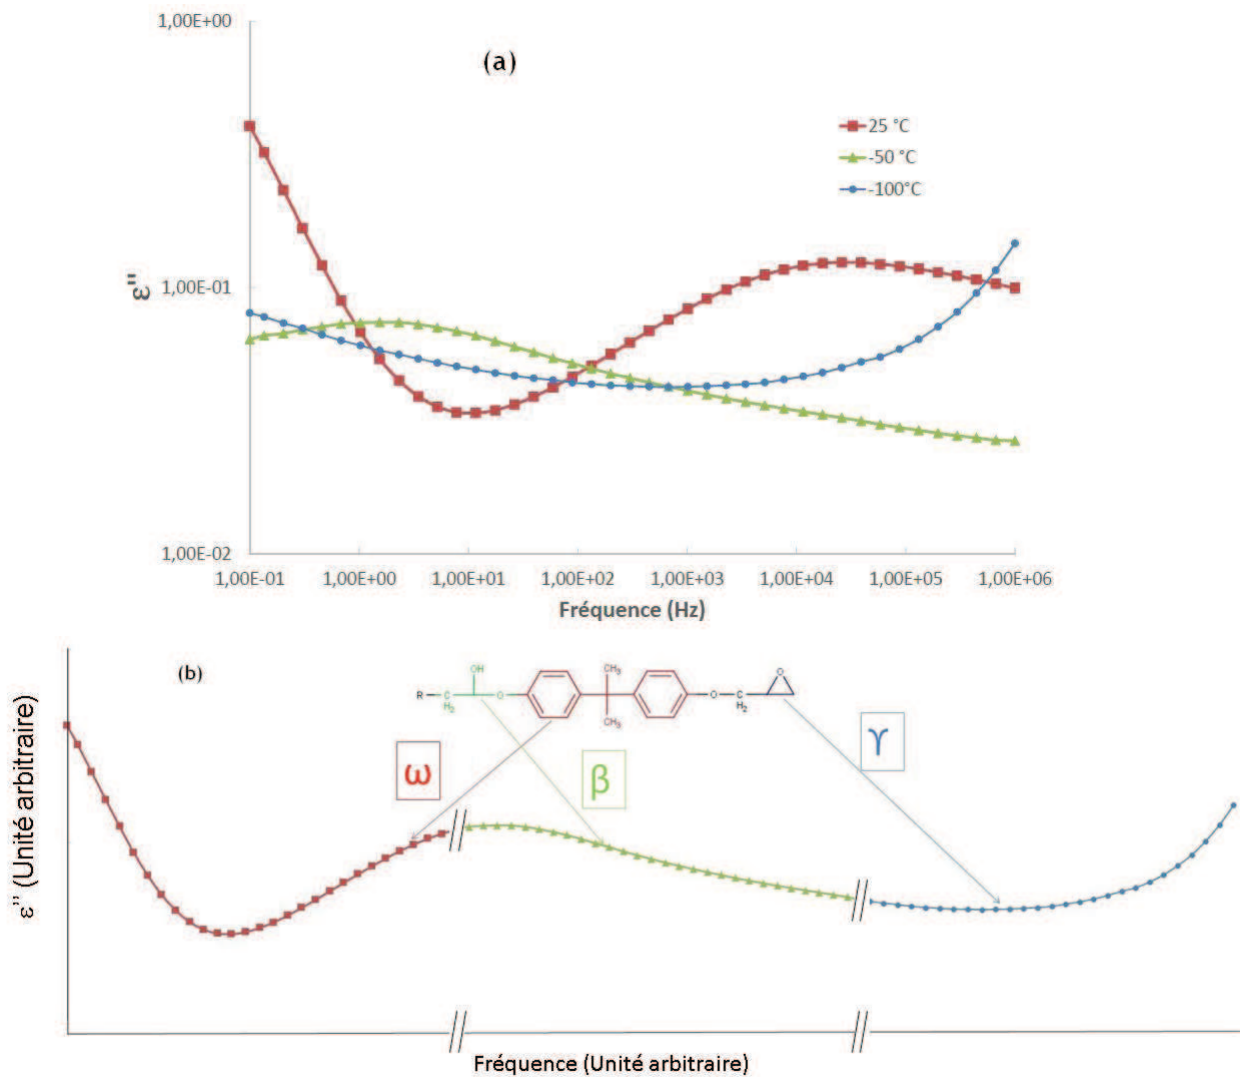 1,00E+00
(a)
25 °C
-50 °C
-100°C
ε"
1,00E-01
1,00E-02
1,00E-01 1,00E+00 1,00E+01 1,00E+02 1,00E+03 1,00E+04 1,00E+05 1,00E+06
Fréquence (Hz)
(b)
OH
CH₃
O
R C O O C
H₂ H₂
CH₃
ω β γ
ε" (Unité arbitraire)
Fréquence (Unité arbitraire)